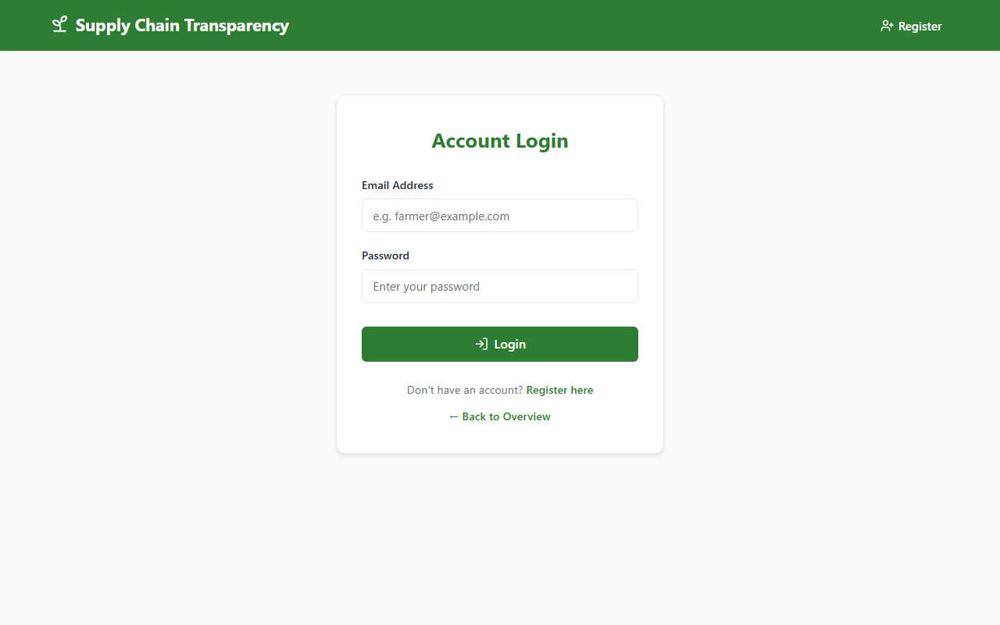 Supply Chain Transparency
Register
Account Login
Email Address
e.g. farmer@example.com
Password
Enter your password
Login
Don't have an account? Register here
← Back to Overview